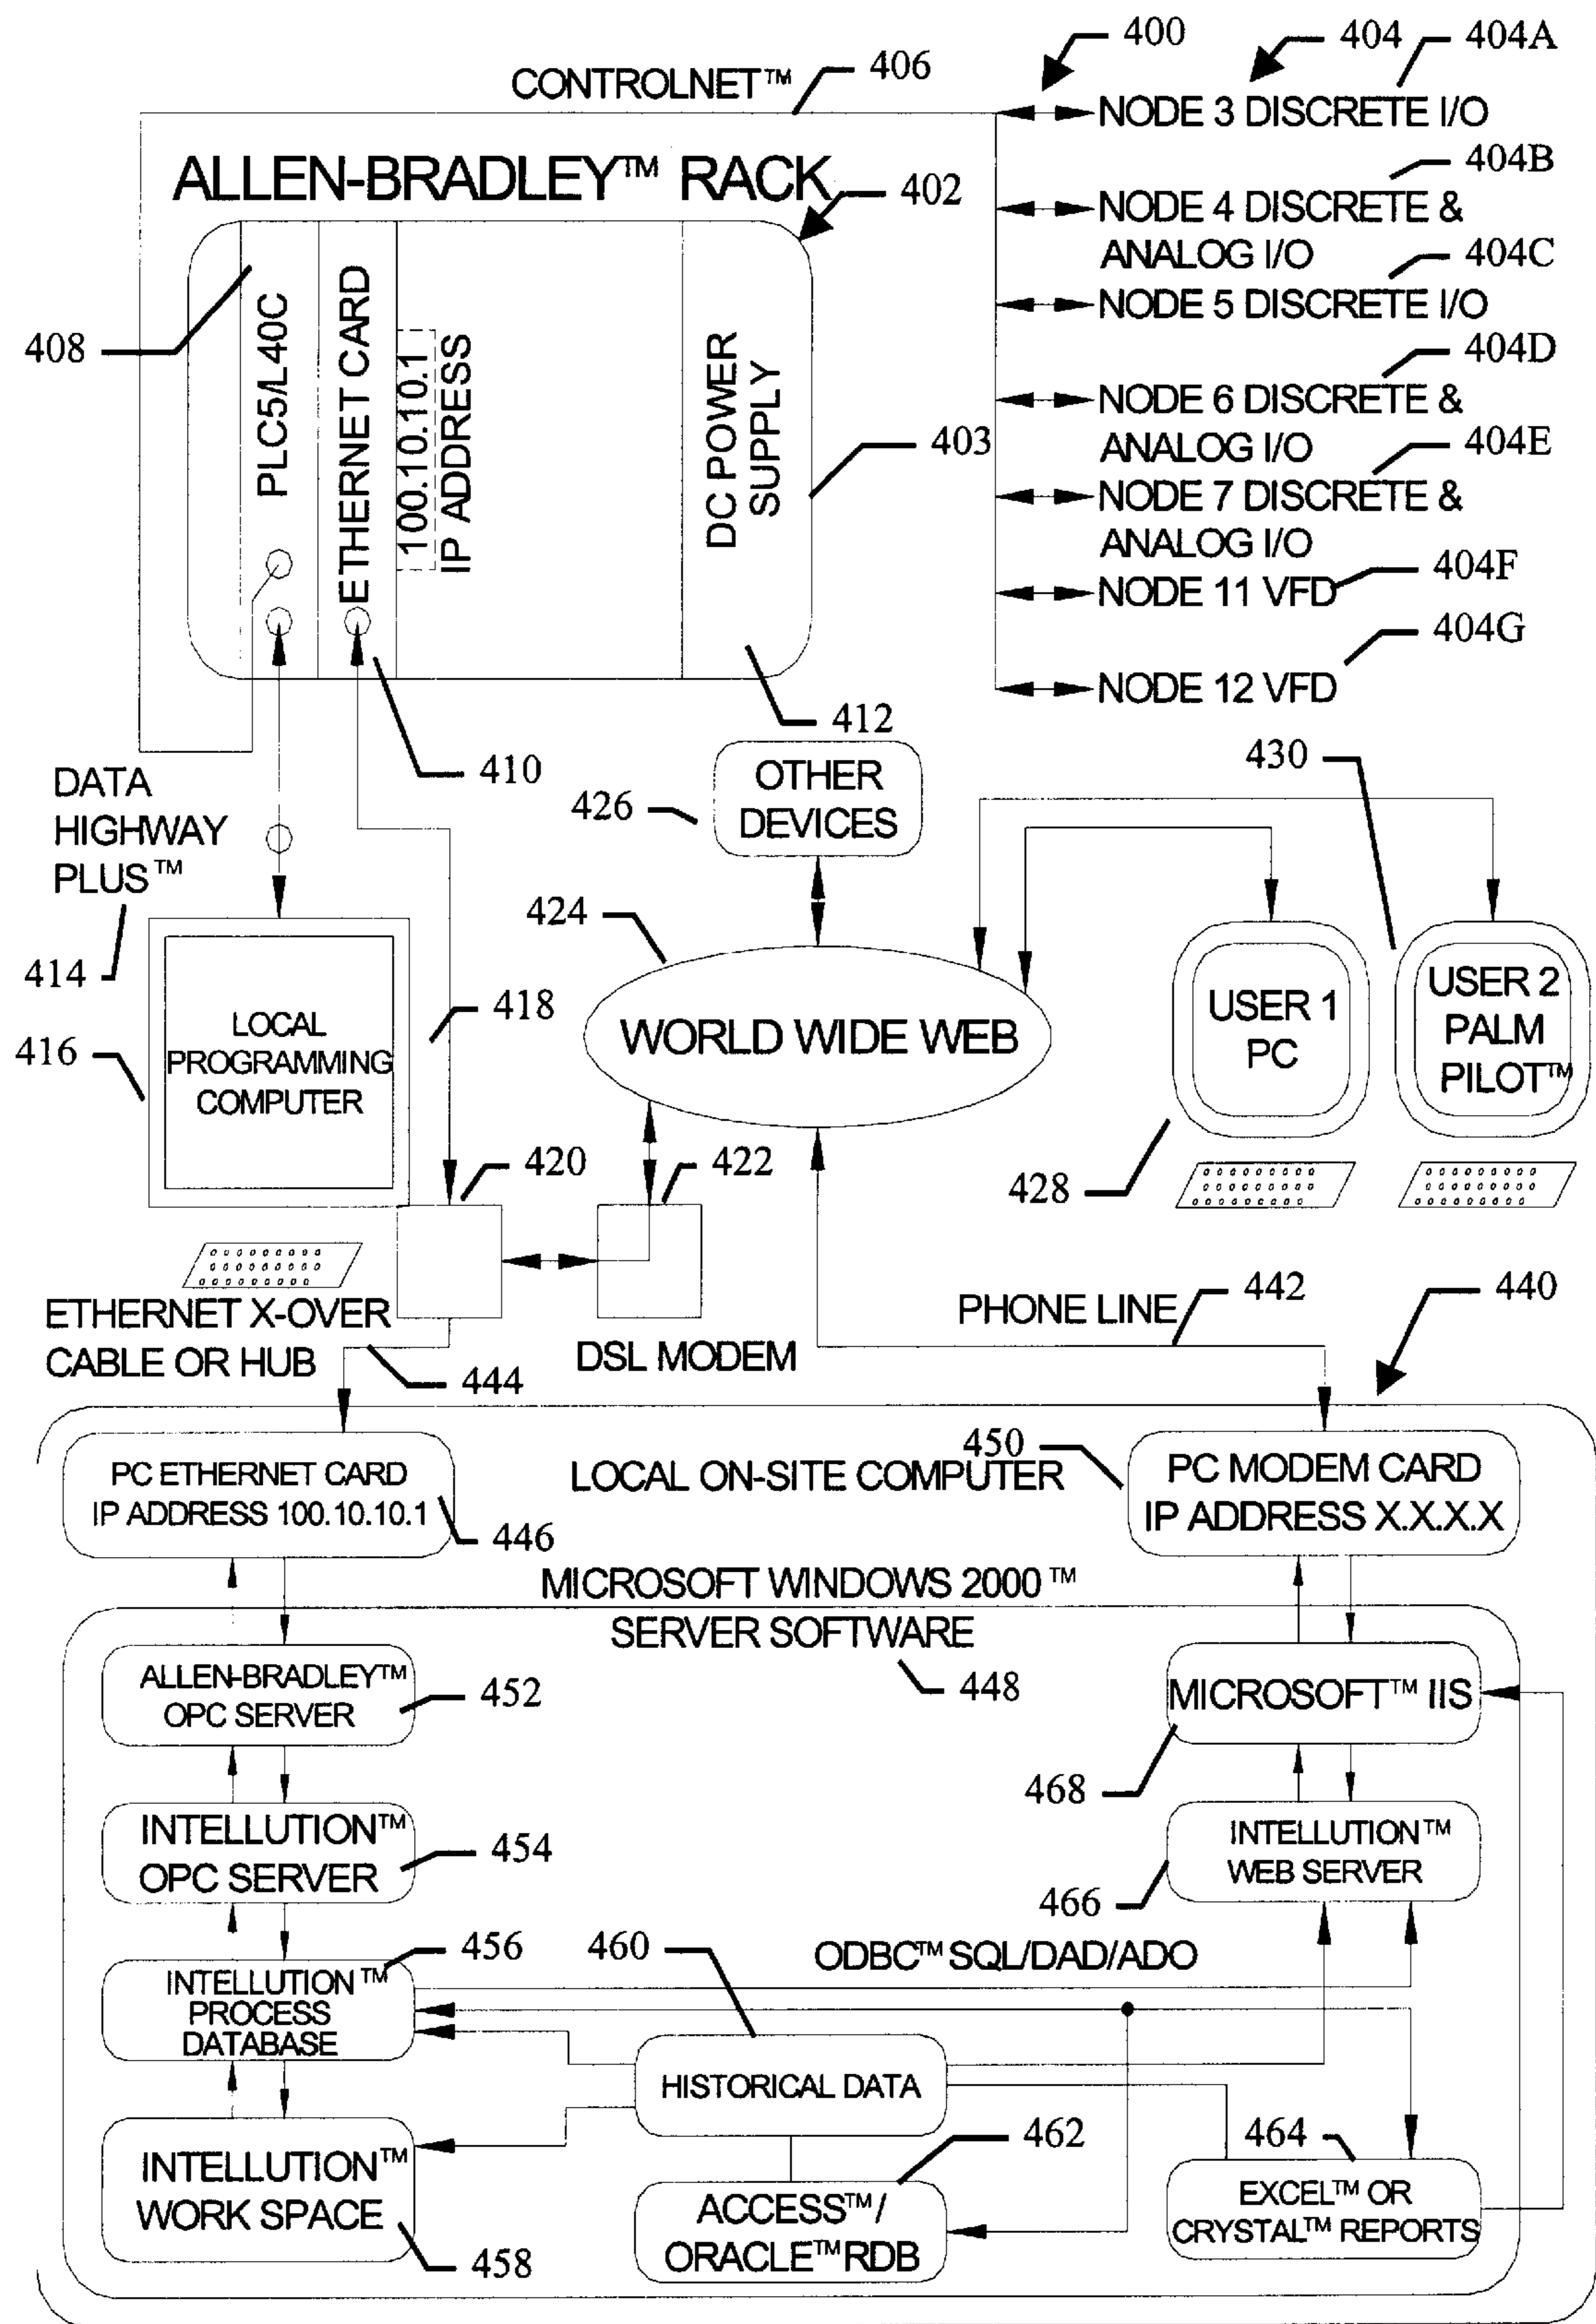 400
404
404A
CONTROLNET™
406
NODE 3 DISCRETE I/O
ALLEN-BRADLEY™ RACK
402
404B
NODE 4 DISCRETE &
ANALOG I/O
404C
NODE 5 DISCRETE I/O
408
PLC5/L40C
ETHERNET CARD
100.10.10.1
IP ADDRESS
DC POWER
SUPPLY
403
404D
NODE 6 DISCRETE &
ANALOG I/O
404E
NODE 7 DISCRETE &
ANALOG I/O
404F
NODE 11 VFD
404G
NODE 12 VFD
412
410
DATA
HIGHWAY
PLUS™
414
OTHER
DEVICES
426
430
424
WORLD WIDE WEB
USER 1
PC
USER 2
PALM
PILOT™
416
LOCAL
PROGRAMMING
COMPUTER
418
420
422
428
ETHERNET X-OVER
CABLE OR HUB
444
DSL MODEM
PHONE LINE
442
440
PC ETHERNET CARD
IP ADDRESS 100.10.10.1
446
LOCAL ON-SITE COMPUTER
450
PC MODEM CARD
IP ADDRESS X.X.X.X
MICROSOFT WINDOWS 2000™
SERVER SOFTWARE
448
ALLEN-BRADLEY™
OPC SERVER
452
MICROSOFT™ IIS
468
INTELLUTION™
OPC SERVER
454
INTELLUTION™
WEB SERVER
466
456
INTELLUTION™
PROCESS
DATABASE
460
ODBC™ SQL/DAD/ADO
HISTORICAL DATA
INTELLUTION™
WORK SPACE
458
462
ACCESS™/
ORACLE™ RDB
464
EXCEL™ OR
CRYSTAL™ REPORTS